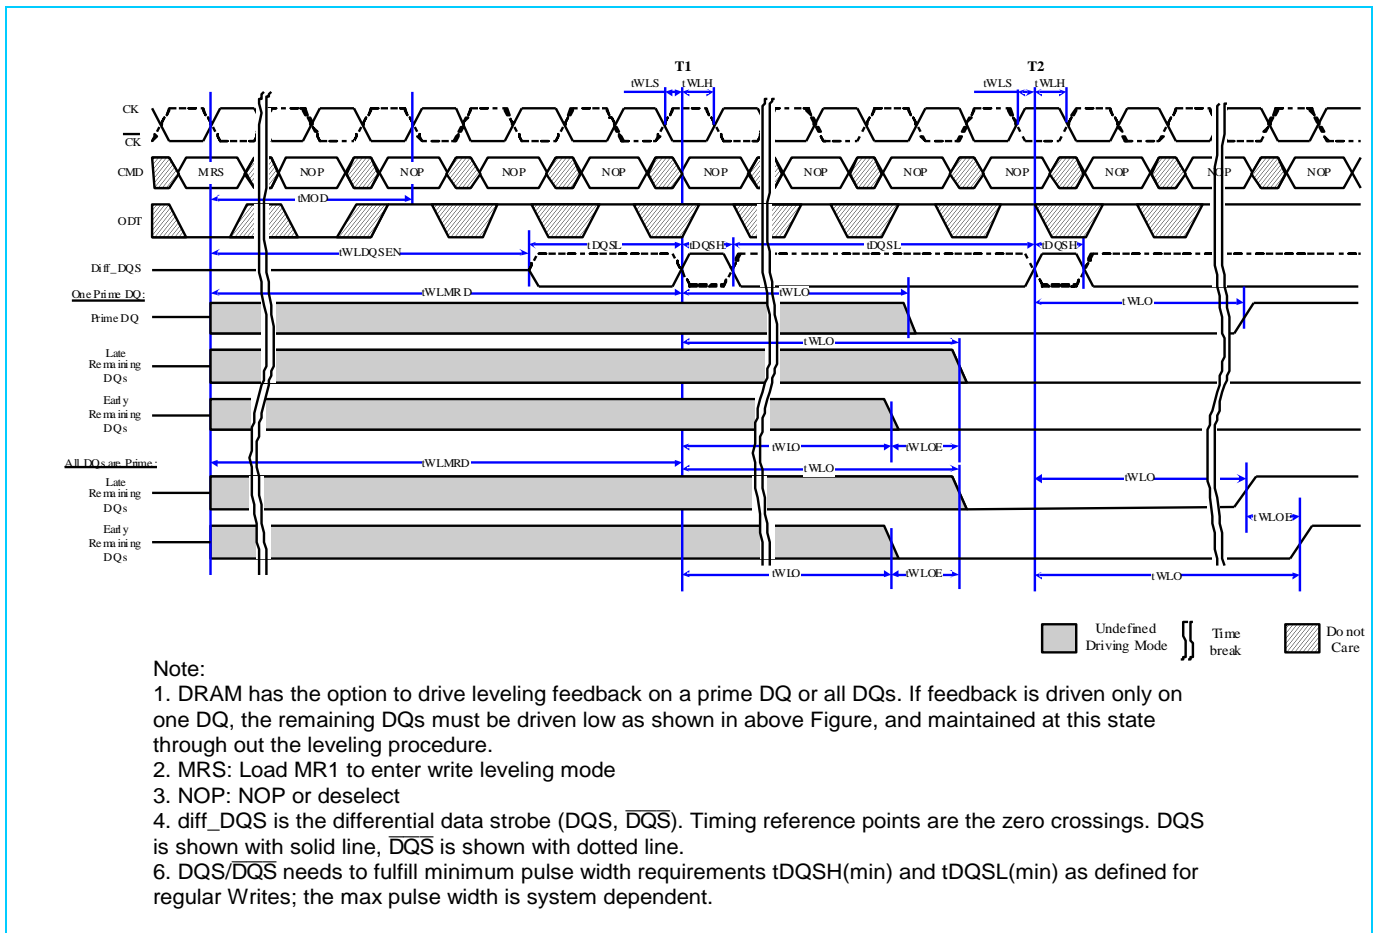 T1 T2
tWLS tWLH tWLS tWLH
CK
CK
CMD MRS NOP NOP NOP NOP NOP NOP NOP NOP NOP NOP NOP
tMOD
ODT
tDQSL tDQSH tDQSL tDQSH
tWLDQSEN
Diff_DQS
One Prime DQ:
tWLMRD tWLO tWLO
Prime DQ
tWLO
Late
Remaining
DQs
Early
Remaining
DQs
tWLO tWLOE
All DQs are Prime:
tWLMRD tWLO tWLO
Late
Remaining
DQs
tWLOE
Early
Remaining
DQs
tWLO tWLOE tWLO
Undefined
Driving Mode
Time
break
Do not
Care
Note:
1. DRAM has the option to drive leveling feedback on a prime DQ or all DQs. If feedback is driven only on
one DQ, the remaining DQs must be driven low as shown in above Figure, and maintained at this state
through out the leveling procedure.
2. MRS: Load MR1 to enter write leveling mode
3. NOP: NOP or deselect
4. diff_DQS is the differential data strobe (DQS, D̅Q̅S̅). Timing reference points are the zero crossings. DQS
is shown with solid line, D̅Q̅S̅ is shown with dotted line.
6. DQS/D̅Q̅S̅ needs to fulfill minimum pulse width requirements tDQSH(min) and tDQSL(min) as defined for
regular Writes; the max pulse width is system dependent.